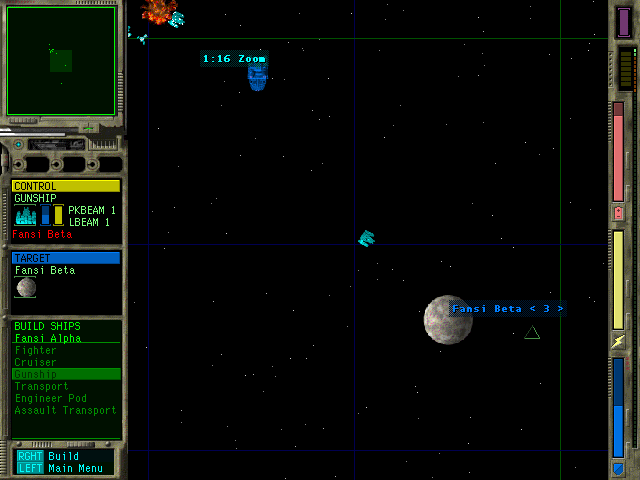 1:16 Zoom
CONTROL
GUNSHIP
PKBEAM 1
LBEAM 1
Fansi Beta
TARGET
Fansi Beta
Fansi Beta < 3 >
BUILD SHIPS
Fansi Alpha
Fighter
Cruiser
Gunship
Transport
Engineer Pod
Assault Transport
RGHT Build
LEFT Main Menu